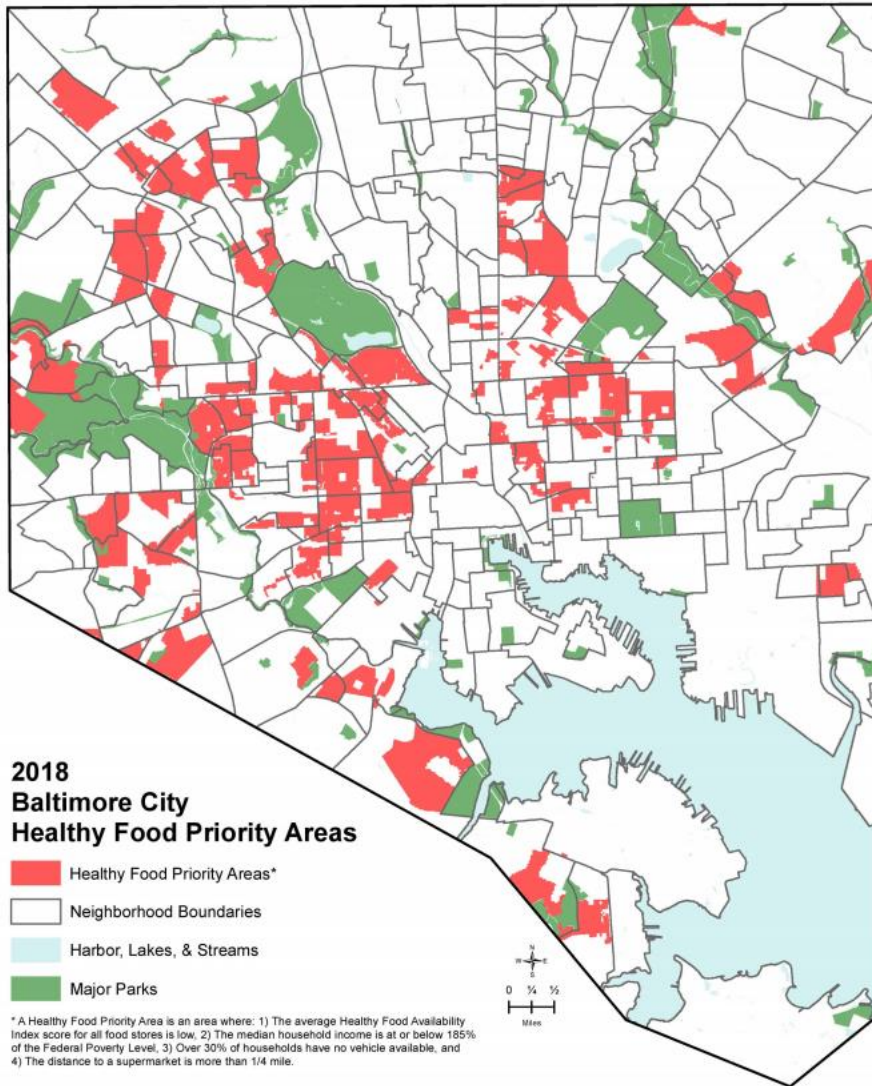 2018
Baltimore City
Healthy Food Priority Areas
Healthy Food Priority Areas*
Neighborhood Boundaries
Harbor, Lakes, & Streams
Major Parks
* A Healthy Food Priority Area is an area where: 1) The average Healthy Food Availability
Index score for all food stores is low, 2) The median household income is at or below 185%
of the Federal Poverty Level, 3) Over 30% of households have no vehicle available, and
4) The distance to a supermarket is more than 1/4 mile.
N
W E
S
0 ¼ ½
Miles